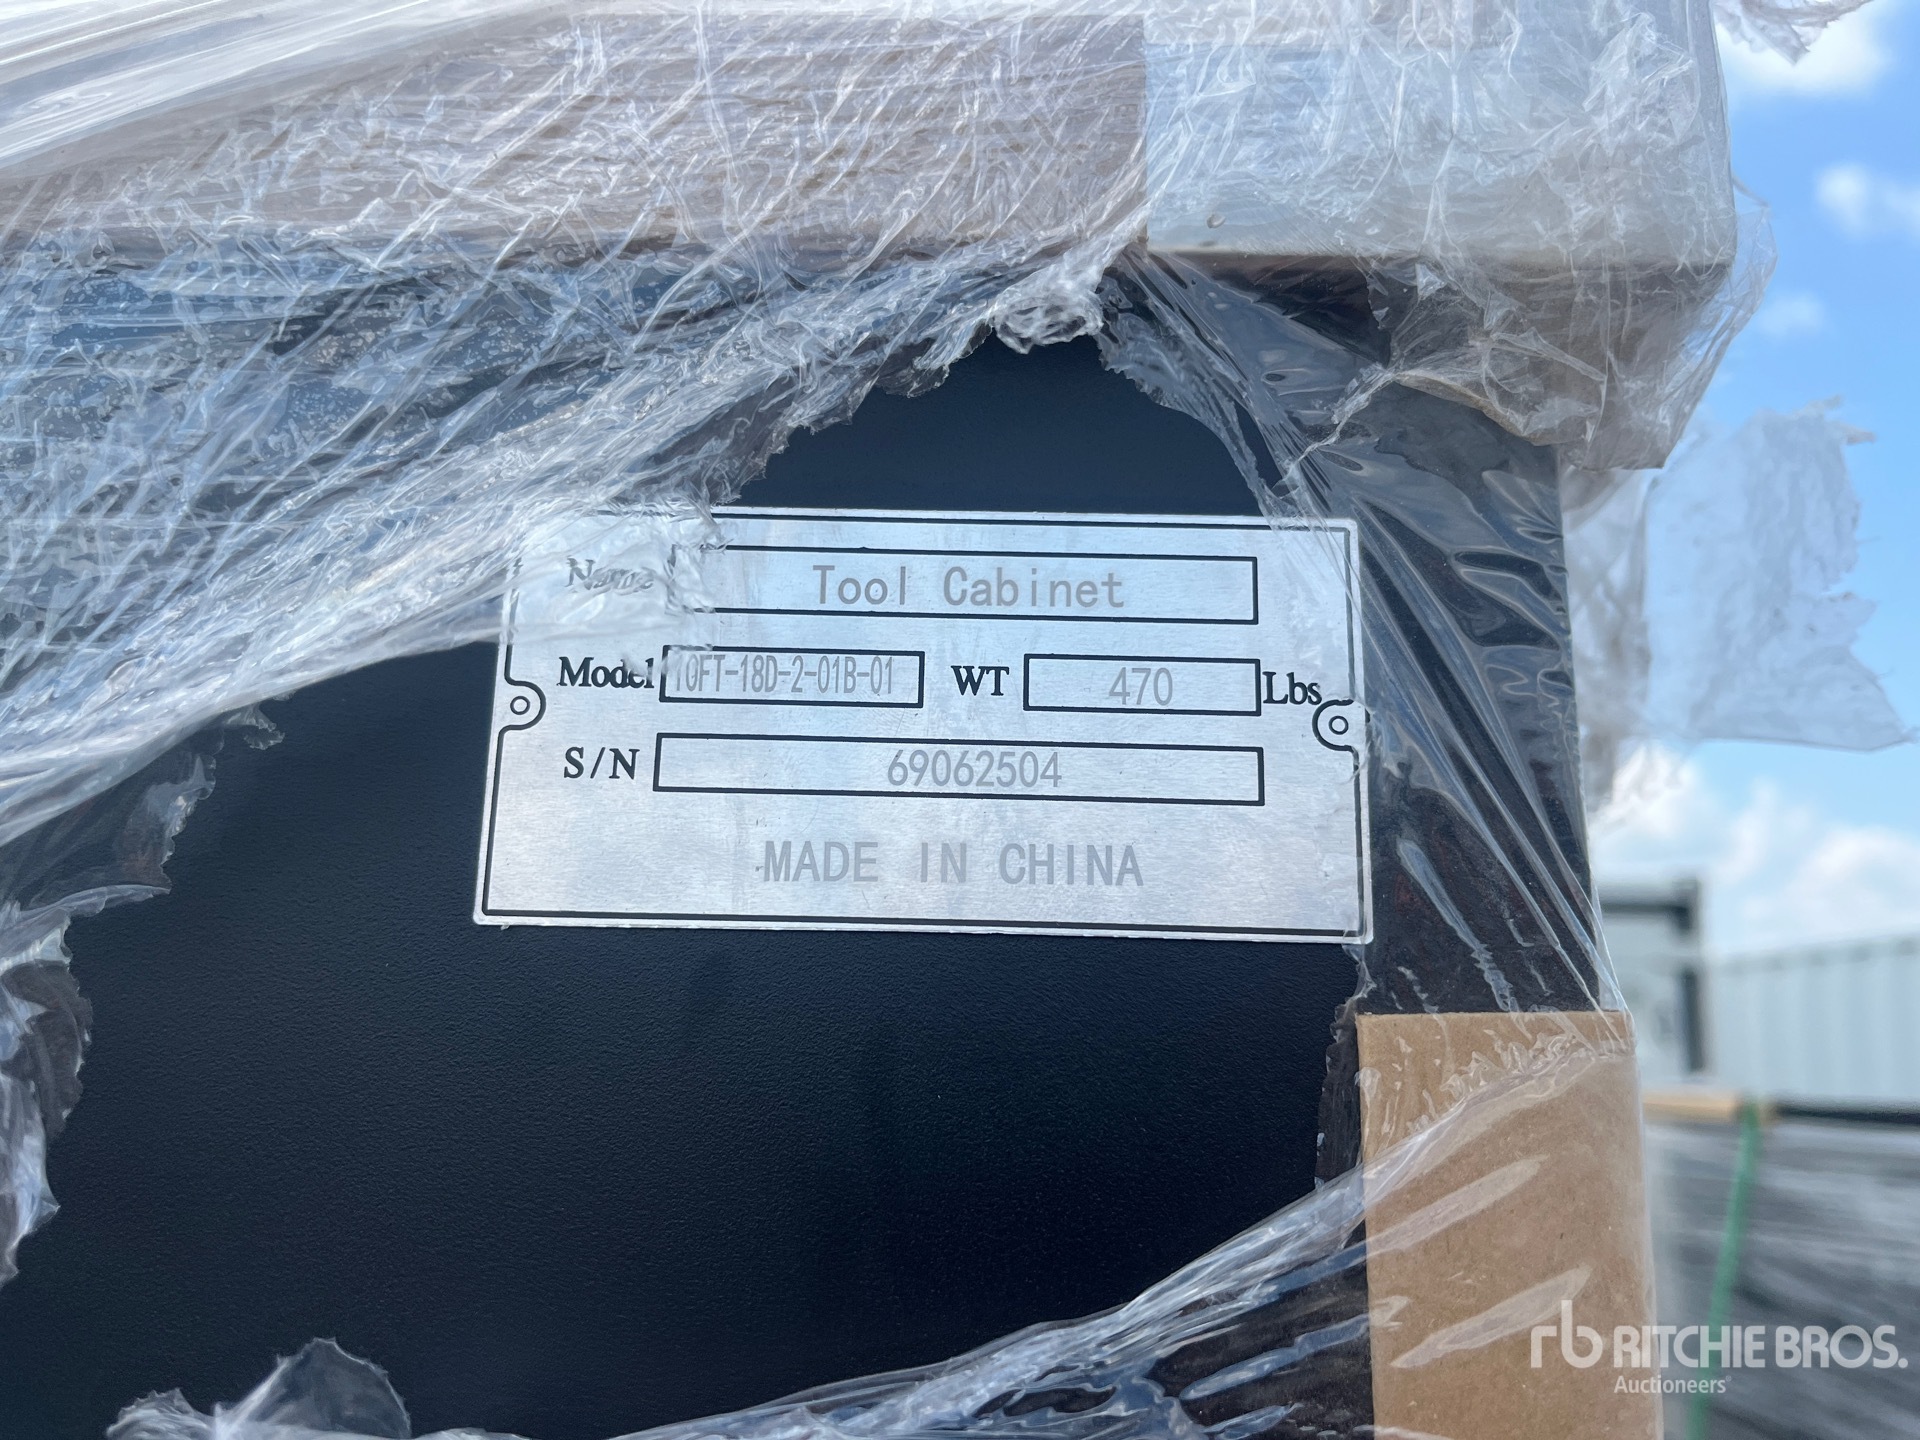 Name Tool Cabinet
Model 10FT-18D-2-01B-01 WT 470 Lbs
S/N 69062504
MADE IN CHINA
rb RITCHIE BROS.
Auctioneers